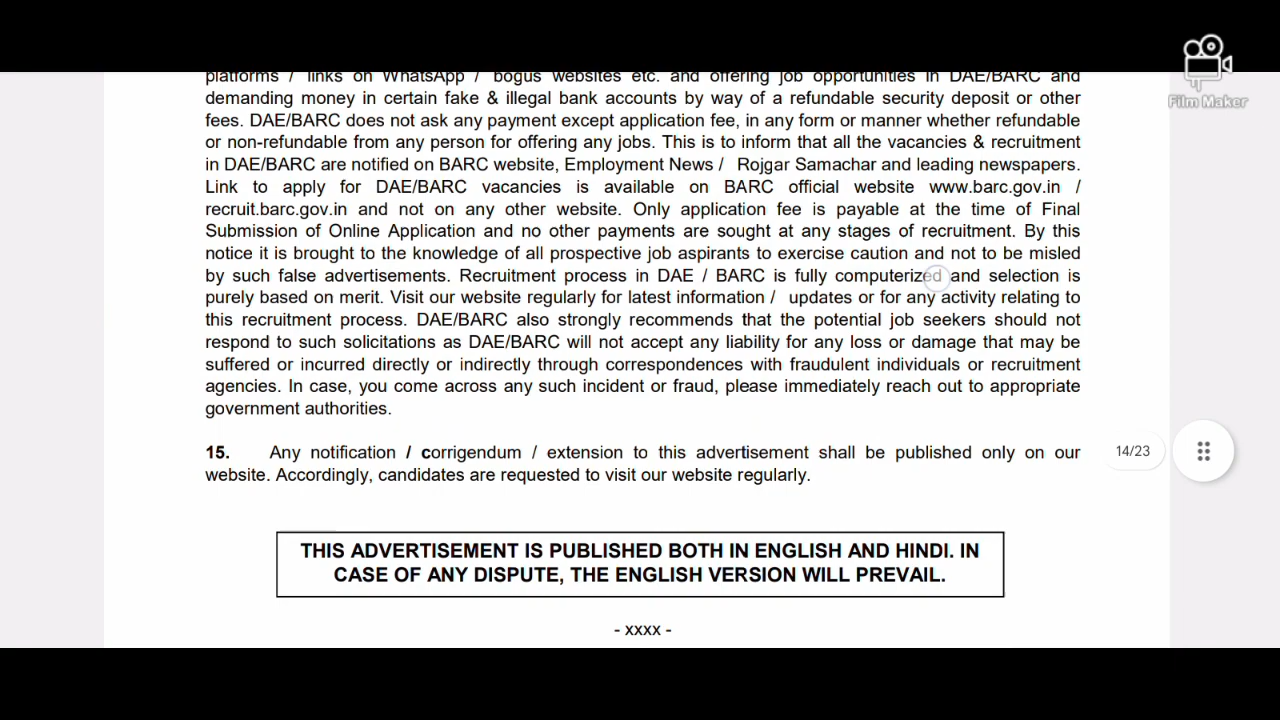 platforms / links on WhatsApp / bogus websites etc. and offering job opportunities in DAE/BARC and
demanding money in certain fake & illegal bank accounts by way of a refundable security deposit or other
fees. DAE/BARC does not ask any payment except application fee, in any form or manner whether refundable
or non-refundable from any person for offering any jobs. This is to inform that all the vacancies & recruitment
in DAE/BARC are notified on BARC website, Employment News / Rojgar Samachar and leading newspapers.
Link to apply for DAE/BARC vacancies is available on BARC official website www.barc.gov.in /
recruit.barc.gov.in and not on any other website. Only application fee is payable at the time of Final
Submission of Online Application and no other payments are sought at any stages of recruitment. By this
notice it is brought to the knowledge of all prospective job aspirants to exercise caution and not to be misled
by such false advertisements. Recruitment process in DAE / BARC is fully computerized and selection is
purely based on merit. Visit our website regularly for latest information / updates or for any activity relating to
this recruitment process. DAE/BARC also strongly recommends that the potential job seekers should not
respond to such solicitations as DAE/BARC will not accept any liability for any loss or damage that may be
suffered or incurred directly or indirectly through correspondences with fraudulent individuals or recruitment
agencies. In case, you come across any such incident or fraud, please immediately reach out to appropriate
government authorities.
15. Any notification / corrigendum / extension to this advertisement shall be published only on our
website. Accordingly, candidates are requested to visit our website regularly.
THIS ADVERTISEMENT IS PUBLISHED BOTH IN ENGLISH AND HINDI. IN
CASE OF ANY DISPUTE, THE ENGLISH VERSION WILL PREVAIL.
- xxxx -
14/23
Film Maker